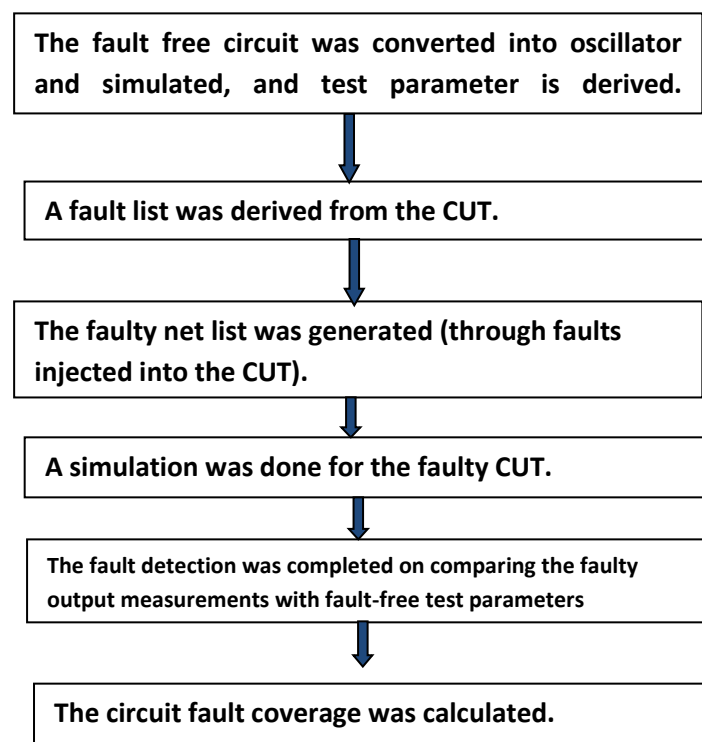 The fault free circuit was converted into oscillator
and simulated, and test parameter is derived.
A fault list was derived from the CUT.
The faulty net list was generated (through faults
injected into the CUT).
A simulation was done for the faulty CUT.
The fault detection was completed on comparing the faulty
output measurements with fault-free test parameters
The circuit fault coverage was calculated.